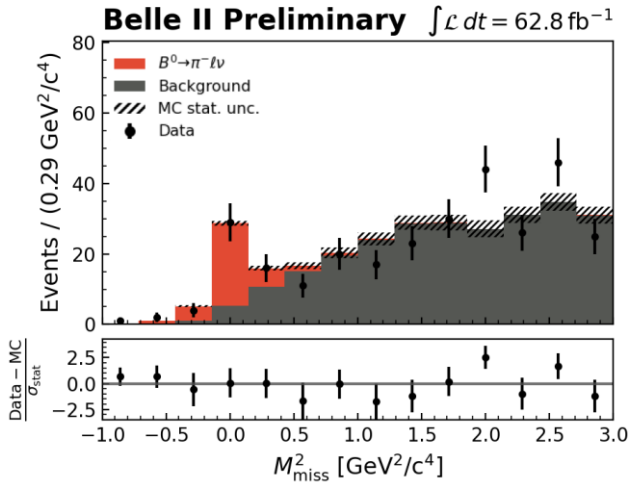 Belle II Preliminary ∫ℒ dt = 62.8 fb⁻¹
80
60
40
20
0
Events / (0.29 GeV²/c⁴)
B⁰→π⁻ℓν
Background
MC stat. unc.
Data
2.5
0.0
−2.5
Data − MC
σstat
−1.0 −0.5 0.0 0.5 1.0 1.5 2.0 2.5 3.0
M²miss [GeV²/c⁴]